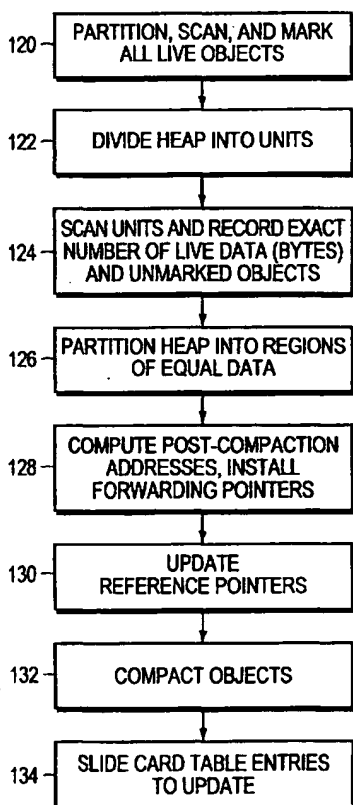 120
PARTITION, SCAN, AND MARK
ALL LIVE OBJECTS
122
DIVIDE HEAP INTO UNITS
124
SCAN UNITS AND RECORD EXACT
NUMBER OF LIVE DATA (BYTES)
AND UNMARKED OBJECTS
126
PARTITION HEAP INTO REGIONS
OF EQUAL DATA
128
COMPUTE POST-COMPACTION
ADDRESSES, INSTALL
FORWARDING POINTERS
130
UPDATE
REFERENCE POINTERS
132
COMPACT OBJECTS
134
SLIDE CARD TABLE ENTRIES
TO UPDATE